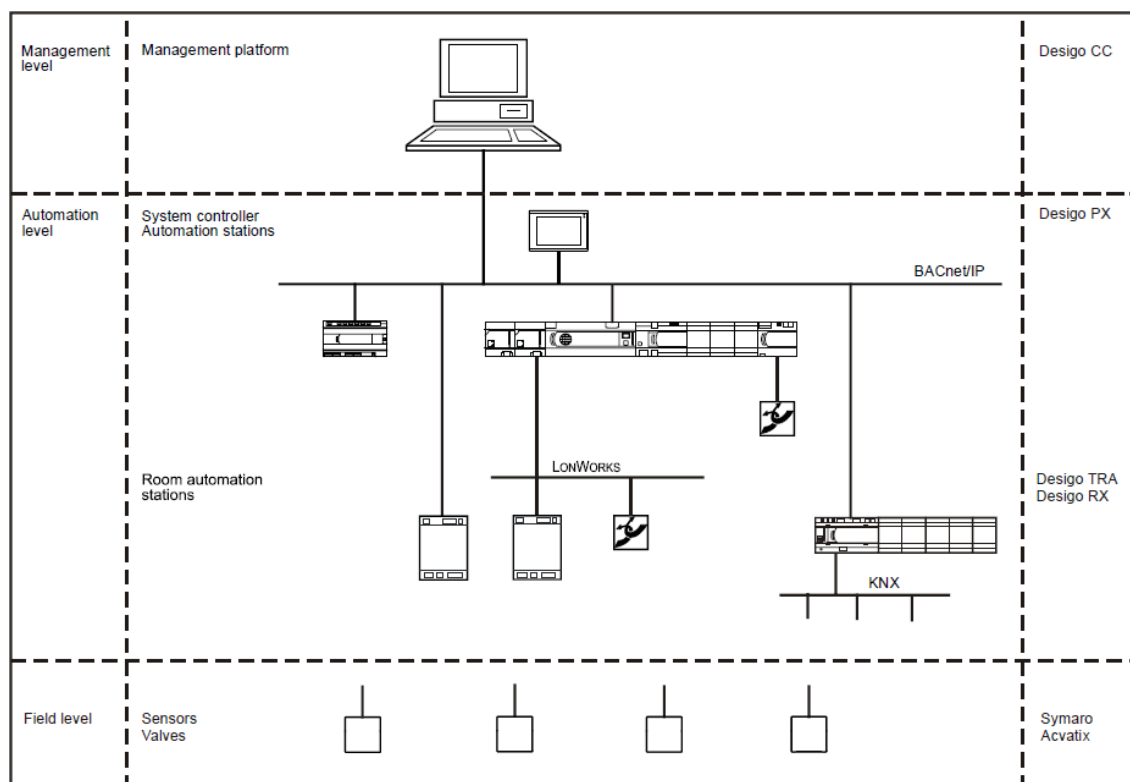 Management
level
Management platform
Desigo CC
Automation
level
System controller
Automation stations
Desigo PX
BACnet/IP
LONWORKS
Room automation
stations
Desigo TRA
Desigo RX
KNX
Field level
Sensors
Valves
Symaro
Acvatix